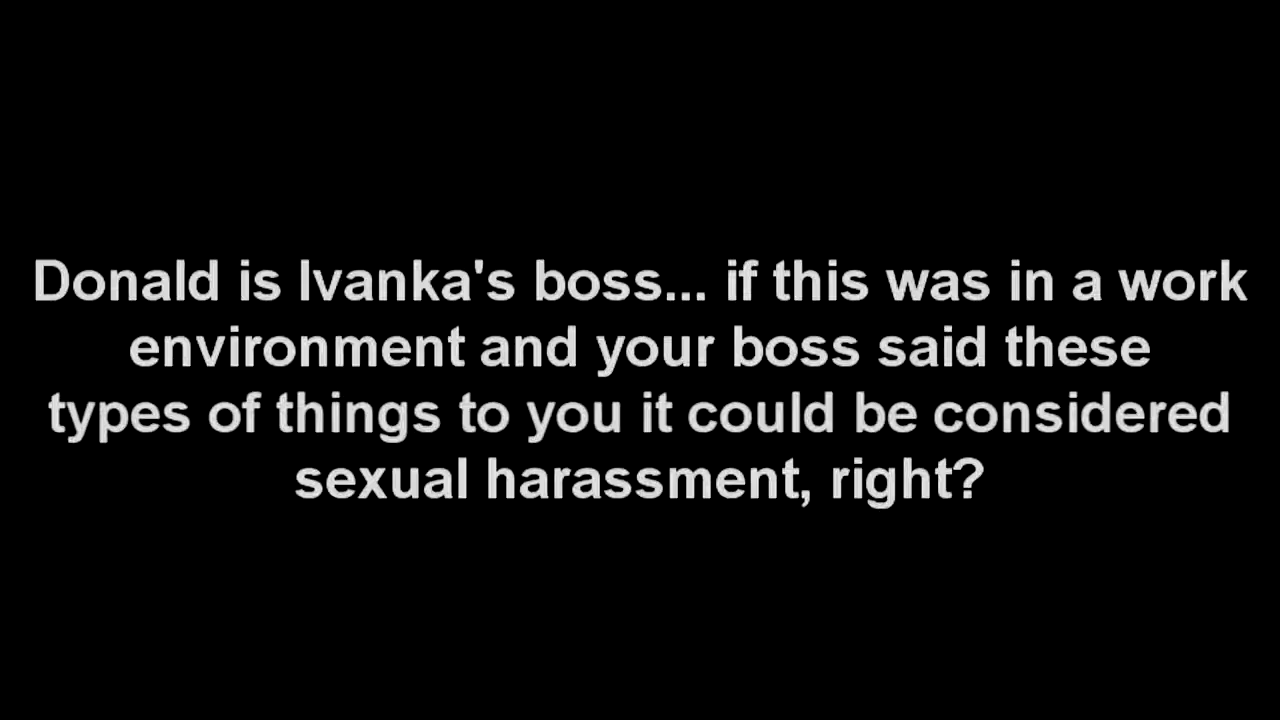 Donald is Ivanka's boss... if this was in a work
environment and your boss said these
types of things to you it could be considered
sexual harassment, right?